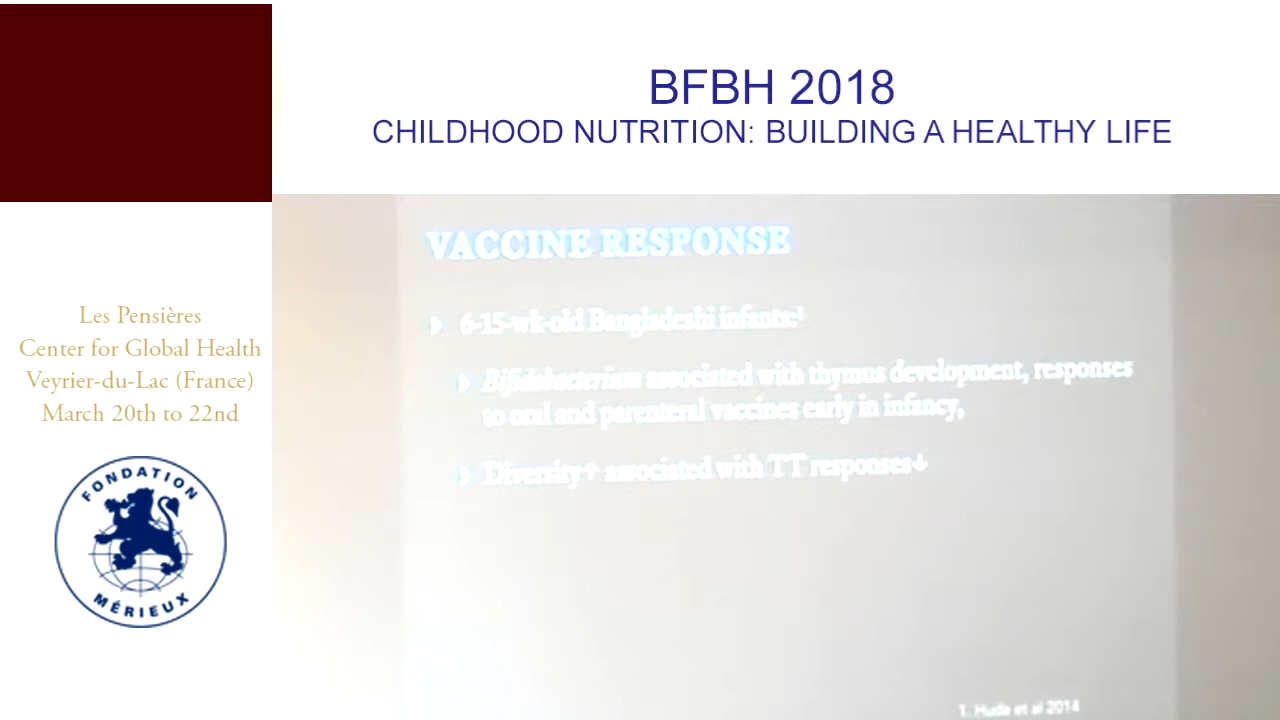 BFBH 2018
CHILDHOOD NUTRITION: BUILDING A HEALTHY LIFE
Les Pensières
Center for Global Health
Veyrier-du-Lac (France)
March 20th to 22nd
FONDATION
MÉRIEUX
VACCINE RESPONSE
6-15-wk-old Bangladeshi infants:¹
Bifidobacterium associated with thymus development, responses
to oral and parenteral vaccines early in infancy,
Diversity↑ associated with TT responses↓
1. Huda et al 2014